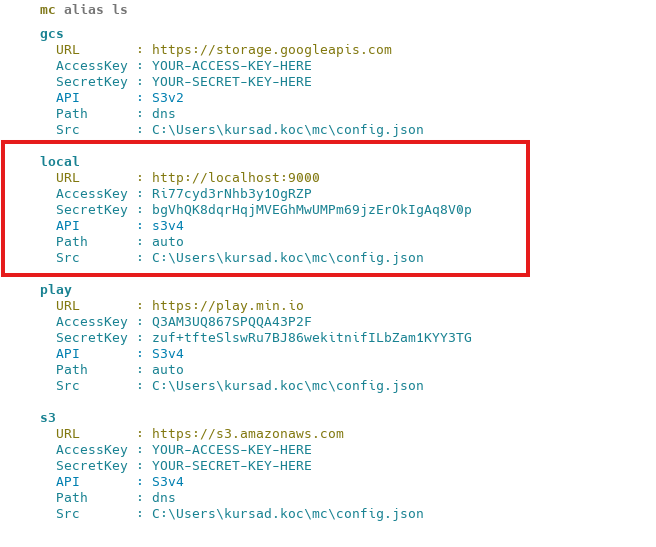 mc alias ls
gcs
URL : https://storage.googleapis.com
AccessKey : YOUR-ACCESS-KEY-HERE
SecretKey : YOUR-SECRET-KEY-HERE
API : S3v2
Path : dns
Src : C:\Users\kursad.koc\mc\config.json
local
URL : http://localhost:9000
AccessKey : Ri77cyd3rNhb3y1OgRZP
SecretKey : bgVhQK8dqrHqjMVEGhMwUMPm69jzErOkIgAq8V0p
API : s3v4
Path : auto
Src : C:\Users\kursad.koc\mc\config.json
play
URL : https://play.min.io
AccessKey : Q3AM3UQ867SPQQA43P2F
SecretKey : zuf+tfteSlswRu7BJ86wekitnifILbZam1KYY3TG
API : S3v4
Path : auto
Src : C:\Users\kursad.koc\mc\config.json
s3
URL : https://s3.amazonaws.com
AccessKey : YOUR-ACCESS-KEY-HERE
SecretKey : YOUR-SECRET-KEY-HERE
API : S3v4
Path : dns
Src : C:\Users\kursad.koc\mc\config.json